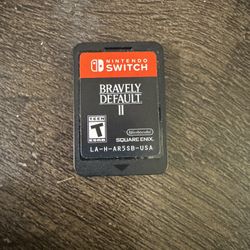 NINTENDO
SWITCH
BRAVELY
DEFAULT
II
TEEN
T
ESRB
Nintendo
SQUARE ENIX
LA-H-AR5SB-USA